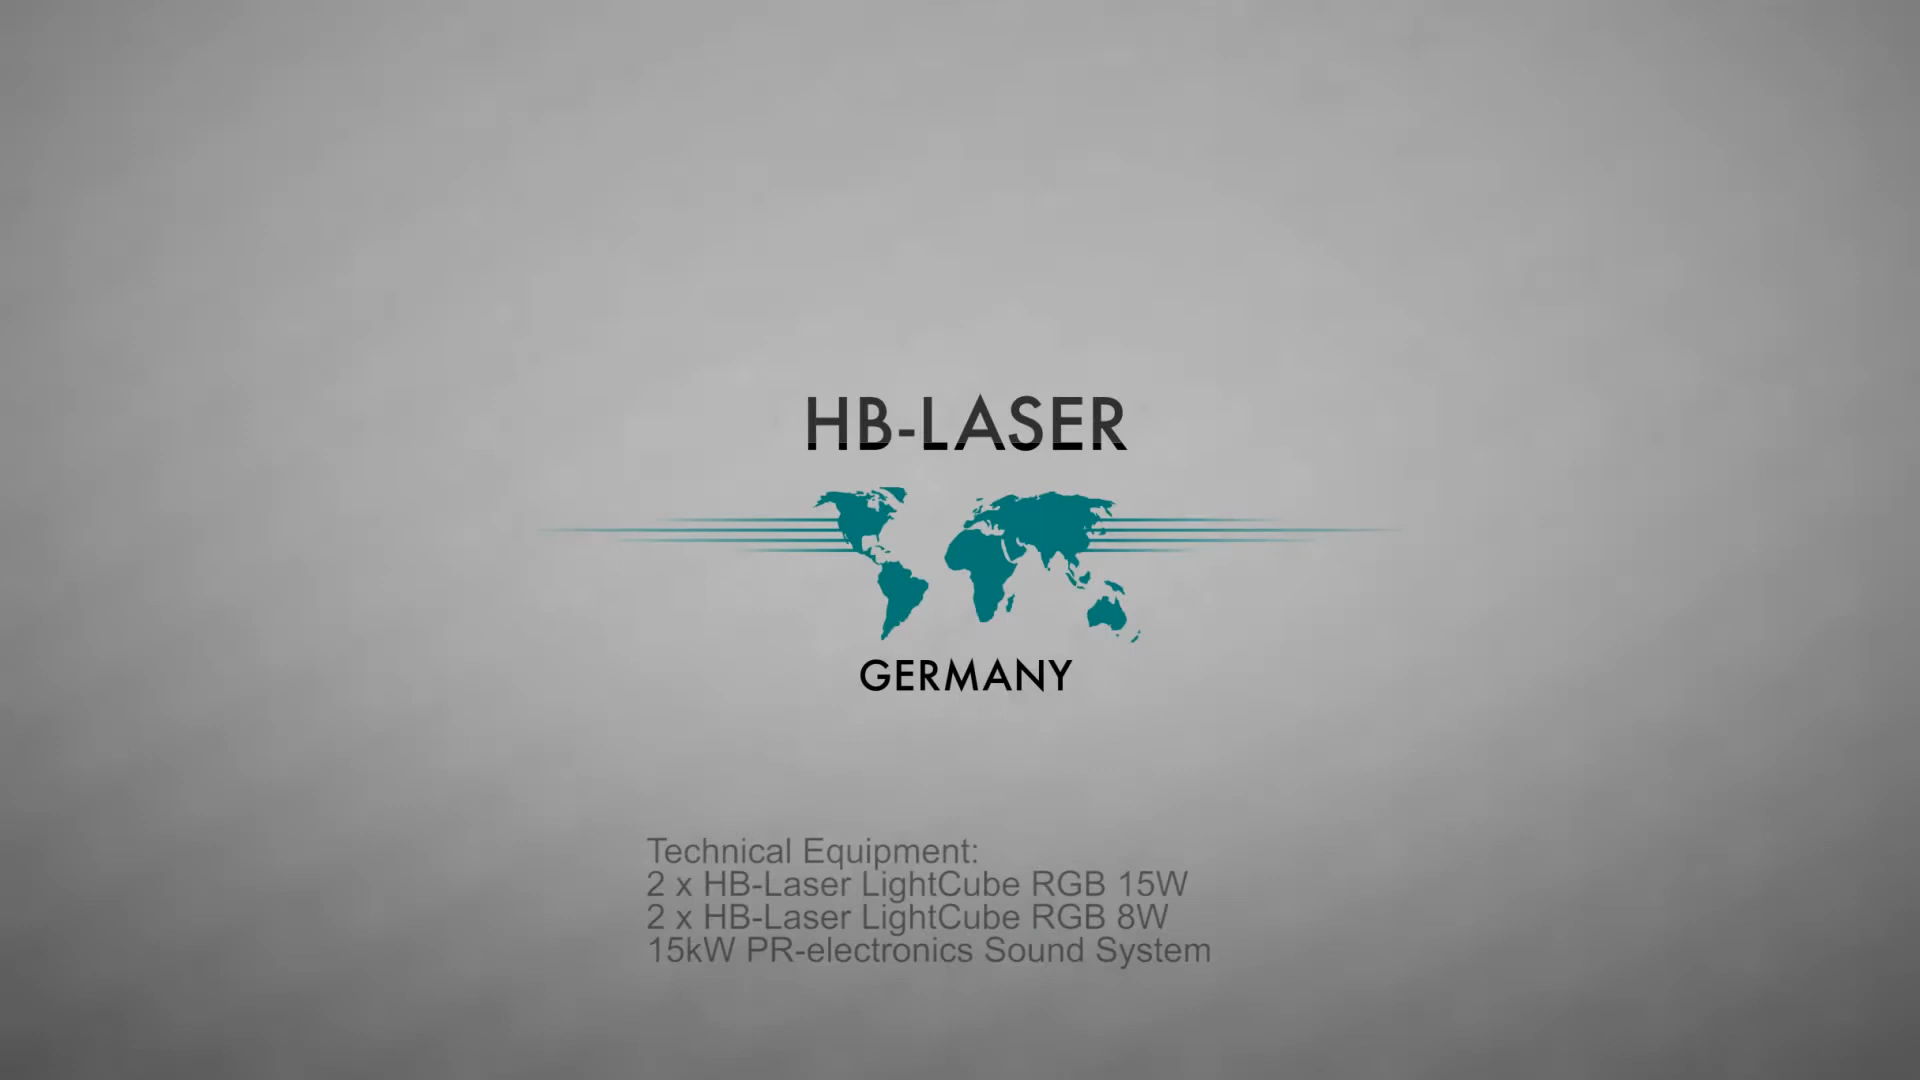 HB-LASER
GERMANY
Technical Equipment:
2 x HB-Laser LightCube RGB 15W
2 x HB-Laser LightCube RGB 8W
15kW PR-electronics Sound System